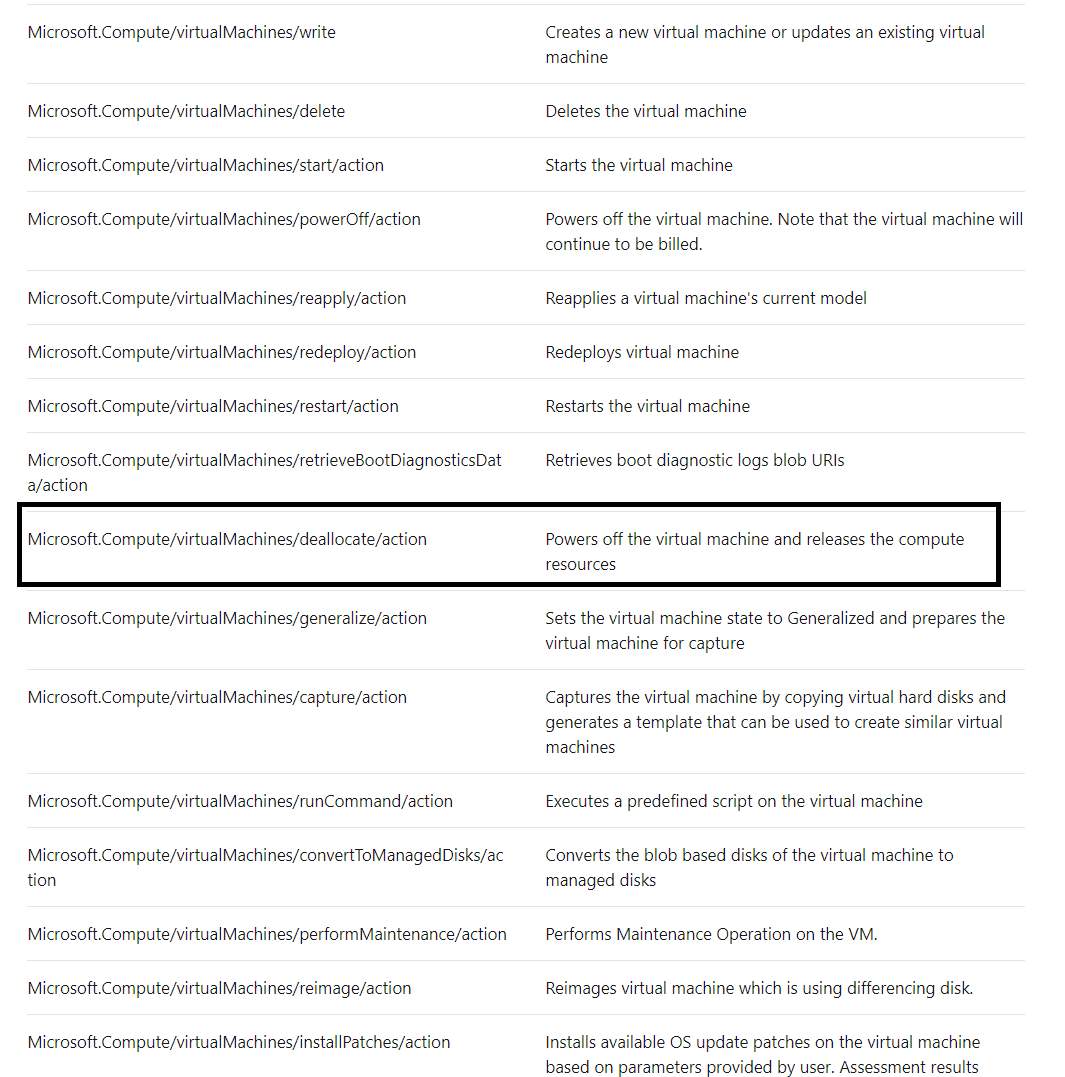 Microsoft.Compute/virtualMachines/write
Creates a new virtual machine or updates an existing virtual
machine
Microsoft.Compute/virtualMachines/delete
Deletes the virtual machine
Microsoft.Compute/virtualMachines/start/action
Starts the virtual machine
Microsoft.Compute/virtualMachines/powerOff/action
Powers off the virtual machine. Note that the virtual machine will
continue to be billed.
Microsoft.Compute/virtualMachines/reapply/action
Reapplies a virtual machine's current model
Microsoft.Compute/virtualMachines/redeploy/action
Redeploys virtual machine
Microsoft.Compute/virtualMachines/restart/action
Restarts the virtual machine
Microsoft.Compute/virtualMachines/retrieveBootDiagnosticsDat
a/action
Retrieves boot diagnostic logs blob URIs
Microsoft.Compute/virtualMachines/deallocate/action
Powers off the virtual machine and releases the compute
resources
Microsoft.Compute/virtualMachines/generalize/action
Sets the virtual machine state to Generalized and prepares the
virtual machine for capture
Microsoft.Compute/virtualMachines/capture/action
Captures the virtual machine by copying virtual hard disks and
generates a template that can be used to create similar virtual
machines
Microsoft.Compute/virtualMachines/runCommand/action
Executes a predefined script on the virtual machine
Microsoft.Compute/virtualMachines/convertToManagedDisks/ac
tion
Converts the blob based disks of the virtual machine to
managed disks
Microsoft.Compute/virtualMachines/performMaintenance/action
Performs Maintenance Operation on the VM.
Microsoft.Compute/virtualMachines/reimage/action
Reimages virtual machine which is using differencing disk.
Microsoft.Compute/virtualMachines/installPatches/action
Installs available OS update patches on the virtual machine
based on parameters provided by user. Assessment results